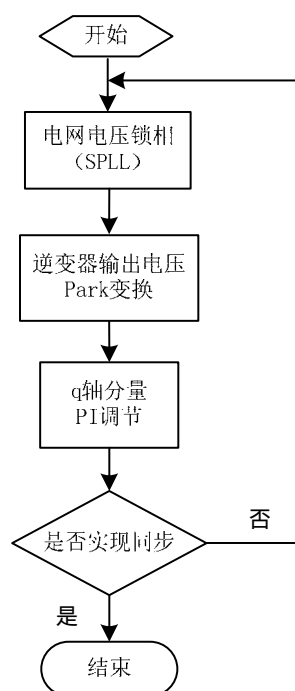 开始
电网电压锁相
（SPLL）
逆变器输出电压
Park变换
q轴分量
PI调节
是否实现同步
否
是
结束